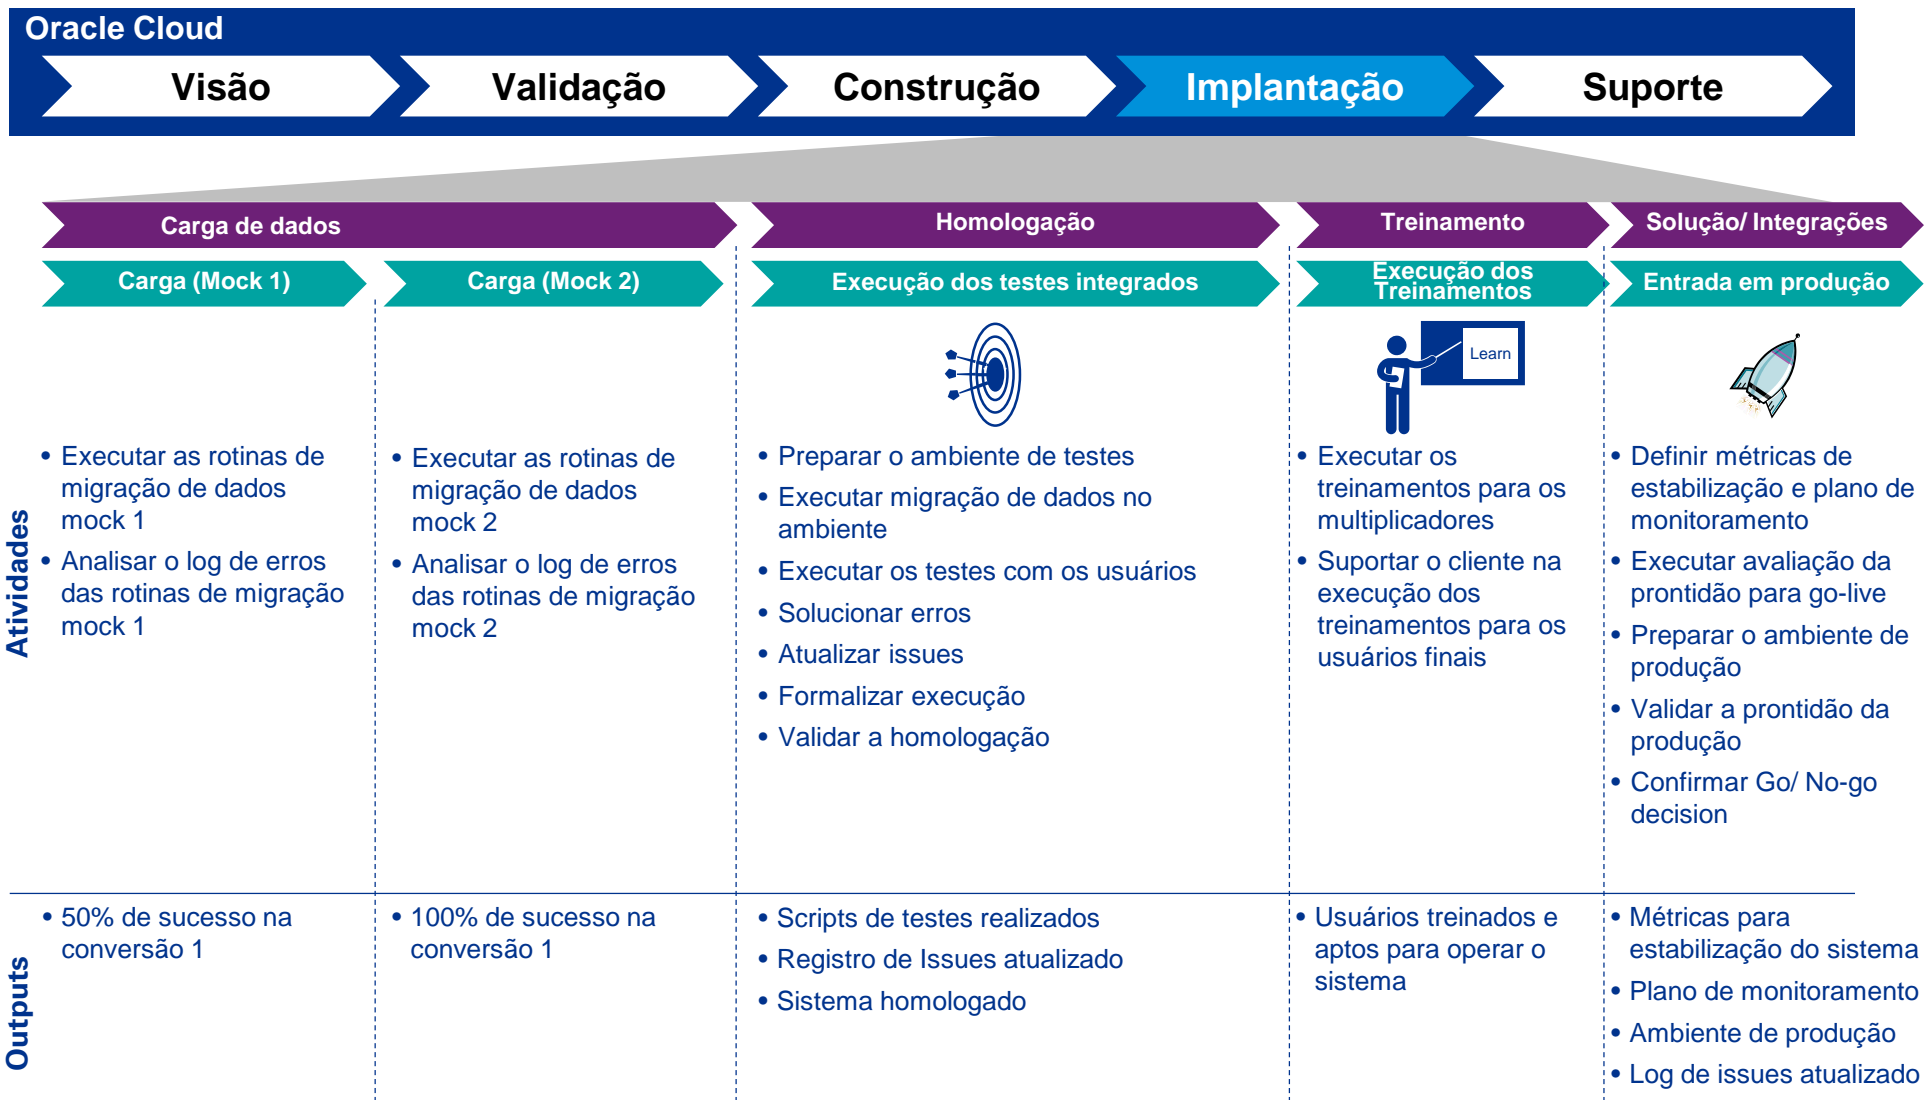 Oracle Cloud
Visão
Validação
Construção
Implantação
Suporte
Carga de dados
Homologação
Treinamento
Solução/ Integrações
Carga (Mock 1)
Carga (Mock 2)
Execução dos testes integrados
Execução dos
Treinamentos
Entrada em produção
Learn
Atividades
• Executar as rotinas de
migração de dados
mock 1
• Analisar o log de erros
das rotinas de migração
mock 1
• Executar as rotinas de
migração de dados
mock 2
• Analisar o log de erros
das rotinas de migração
mock 2
• Preparar o ambiente de testes
• Executar migração de dados no
ambiente
• Executar os testes com os usuários
• Solucionar erros
• Atualizar issues
• Formalizar execução
• Validar a homologação
• Executar os
treinamentos para os
multiplicadores
• Suportar o cliente na
execução dos
treinamentos para os
usuários finais
• Definir métricas de
estabilização e plano de
monitoramento
• Executar avaliação da
prontidão para go-live
• Preparar o ambiente de
produção
• Validar a prontidão da
produção
• Confirmar Go/ No-go
decision
Outputs
• 50% de sucesso na
conversão 1
• 100% de sucesso na
conversão 1
• Scripts de testes realizados
• Registro de Issues atualizado
• Sistema homologado
• Usuários treinados e
aptos para operar o
sistema
• Métricas para
estabilização do sistema
• Plano de monitoramento
• Ambiente de produção
• Log de issues atualizado